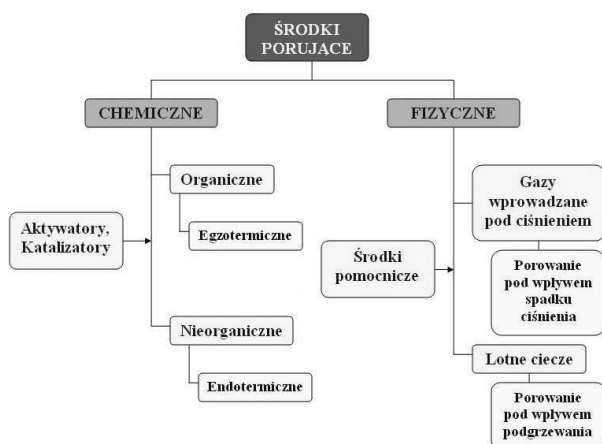 ŚRODKI
PORUJĄCE
CHEMICZNE
FIZYCZNE
Organiczne
Egzotermiczne
Aktywatory,
Katalizatory
Nieorganiczne
Endotermiczne
Gazy
wprowadzane
pod ciśnieniem
Porowanie
pod wpływem
spadku
ciśnienia
Środki
pomocnicze
Lotne ciecze
Porowanie
pod wpływem
podgrzewania